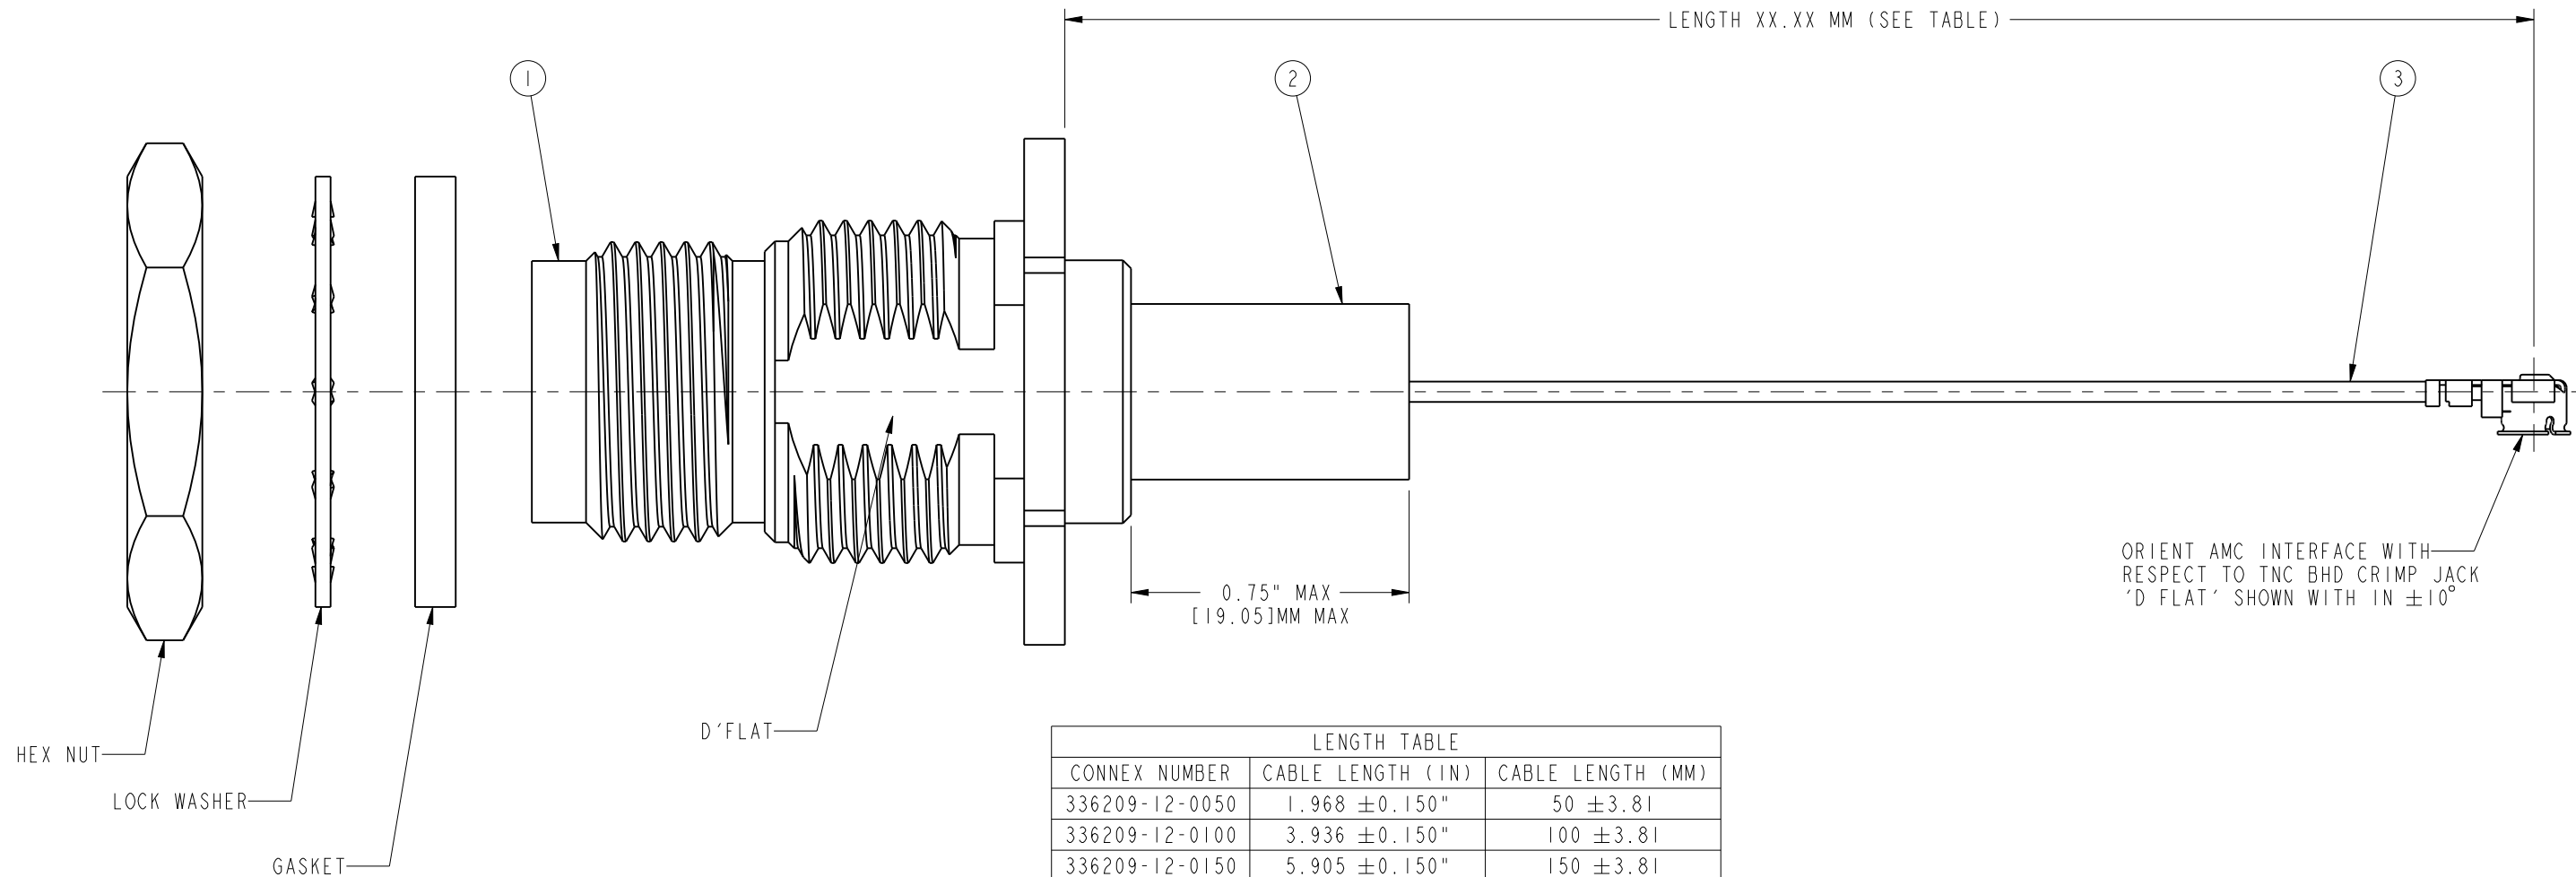 LENGTH XX.XX MM (SEE TABLE)
1
2
3
ORIENT AMC INTERFACE WITH
RESPECT TO TNC BHD CRIMP JACK
'D FLAT' SHOWN WITH IN ±10°
0.75" MAX
[19.05]MM MAX
D'FLAT
HEX NUT
LOCK WASHER
GASKET
LENGTH TABLE
CONNEX NUMBER CABLE LENGTH (IN) CABLE LENGTH (MM)
336209-12-0050 1.968 ±0.150" 50 ±3.81
336209-12-0100 3.936 ±0.150" 100 ±3.81
336209-12-0150 5.905 ±0.150" 150 ±3.81